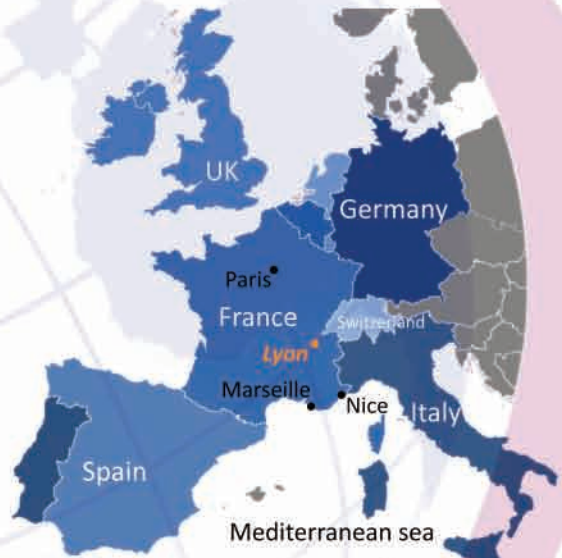 UK
Germany
Paris
France
Switzerland
Lyon
Marseille
Nice
Italy
Spain
Mediterranean sea